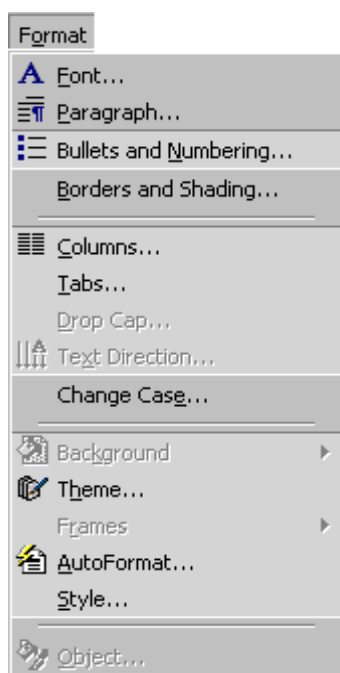 Format
Font...
Paragraph...
Bullets and Numbering...
Borders and Shading...
Columns...
Tabs...
Drop Cap...
Text Direction...
Change Case...
Background
Theme...
Frames
AutoFormat...
Style...
Object...